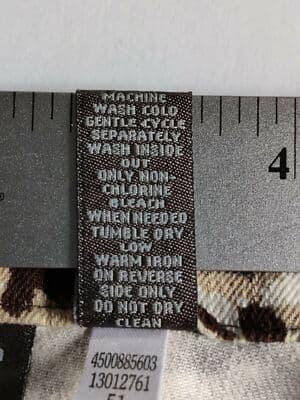 MACHINE
WASH COLD
GENTLE CYCLE
SEPARATELY
WASH INSIDE
OUT
ONLY NON-
CHLORINE
BLEACH
WHEN NEEDED
TUMBLE DRY
LOW
WARM IRON
ON REVERSE
SIDE ONLY
DO NOT DRY
CLEAN
4
4500885603
13012761